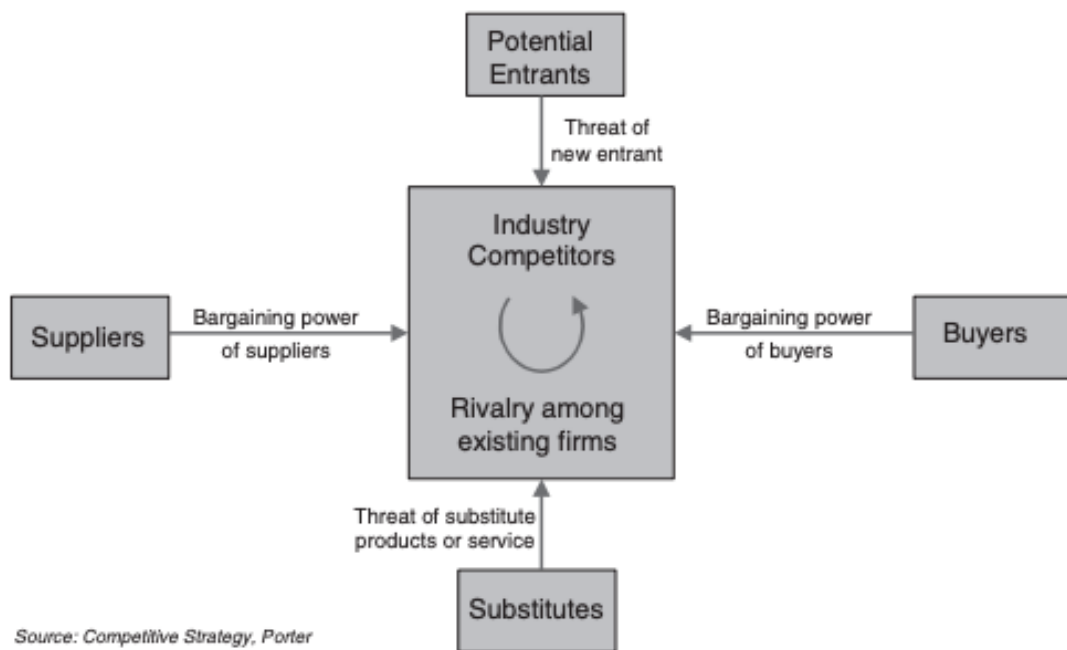 Potential
Entrants
Threat of
new entrant
Industry
Competitors
Suppliers
Bargaining power
of suppliers
Bargaining power
of buyers
Buyers
Rivalry among
existing firms
Threat of substitute
products or service
Substitutes
Source: Competitive Strategy, Porter